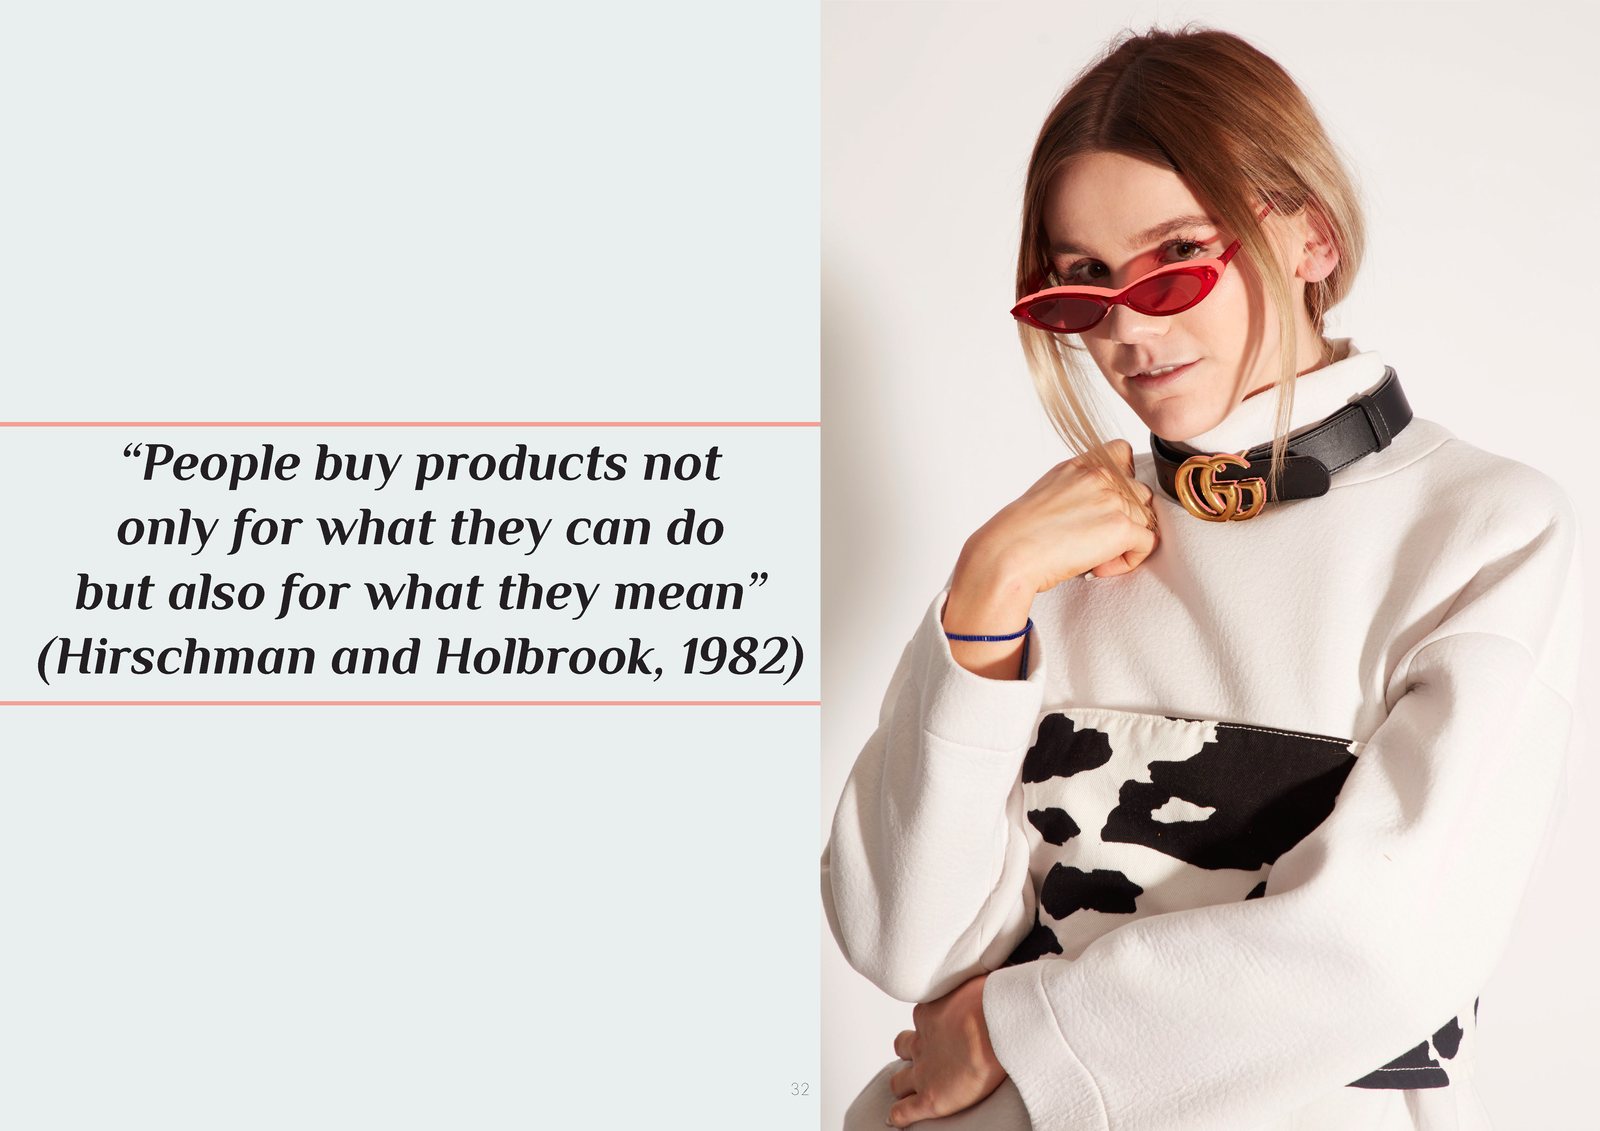 “People buy products not
only for what they can do
but also for what they mean”
(Hirschman and Holbrook, 1982)
32